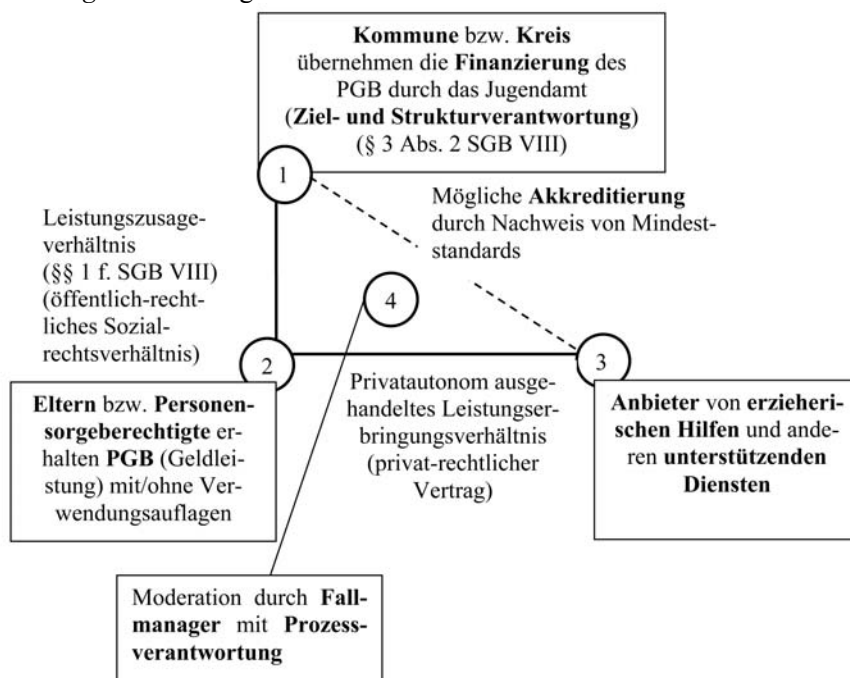 Kommune bzw. Kreis
übernehmen die Finanzierung des
PGB durch das Jugendamt
(Ziel- und Strukturverantwortung)
(§ 3 Abs. 2 SGB VIII)
1
Mögliche Akkreditierung
durch Nachweis von Mindest-
standards
Leistungszusage-
verhältnis
(§§ 1 f. SGB VIII)
(öffentlich-recht-
liches Sozial-
rechtsverhältnis)
4
2
3
Eltern bzw. Personen-
sorgeberechtigte er-
halten PGB (Geldlei-
stung) mit/ohne Ver-
wendungsauflagen
Privatautonom ausge-
handeltes Leistungser-
bringungsverhältnis
(privat-rechtlicher
Vertrag)
Anbieter von erzieheri-
schen Hilfen und ande-
ren unterstützenden
Diensten
Moderation durch Fall-
manager mit Prozess-
verantwortung